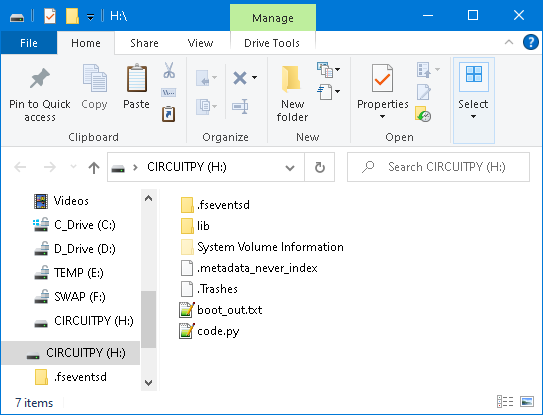 H:\
Manage
File
Home
Share
View
Drive Tools
Pin to Quick access
Copy
Paste
New folder
Properties
Select
Clipboard
Organize
New
Open
CIRCUITPY (H:)
Search CIRCUITPY (H:)
Videos
C_Drive (C:)
D_Drive (D:)
TEMP (E:)
SWAP (F:)
CIRCUITPY (H:)
CIRCUITPY (H:)
.fseventsd
.fseventsd
lib
System Volume Information
.metadata_never_index
.Trashes
boot_out.txt
code.py
7 items